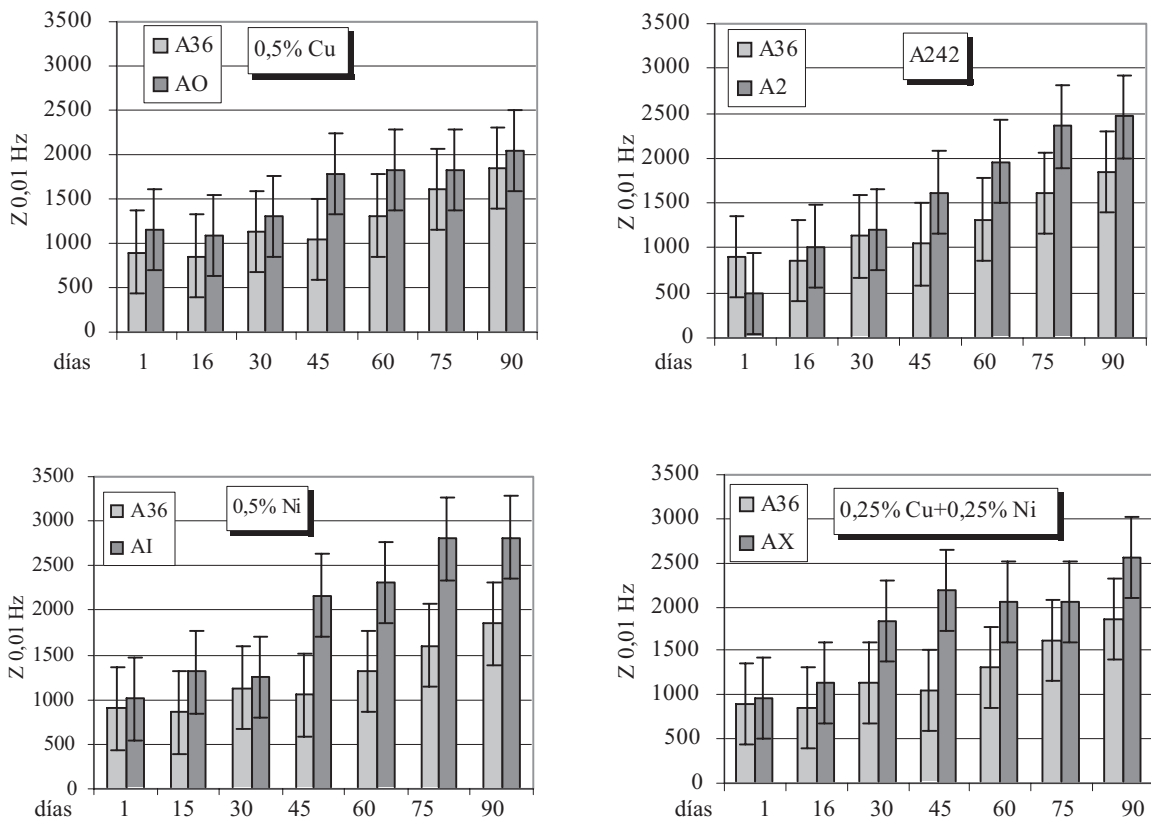 3500
3000
2500
2000
1500
1000
500
0
Z 0,01 Hz
A36
AO
0,5% Cu
días 1 16 30 45 60 75 90
3500
3000
2500
2000
1500
1000
500
0
Z 0,01 Hz
A36
A2
A242
días 1 16 30 45 60 75 90
3500
3000
2500
2000
1500
1000
500
0
Z 0,01 Hz
A36
AI
0,5% Ni
días 1 15 30 45 60 75 90
3500
3000
2500
2000
1500
1000
500
0
Z 0,01 Hz
A36
AX
0,25% Cu+0,25% Ni
días 1 16 30 45 60 75 90